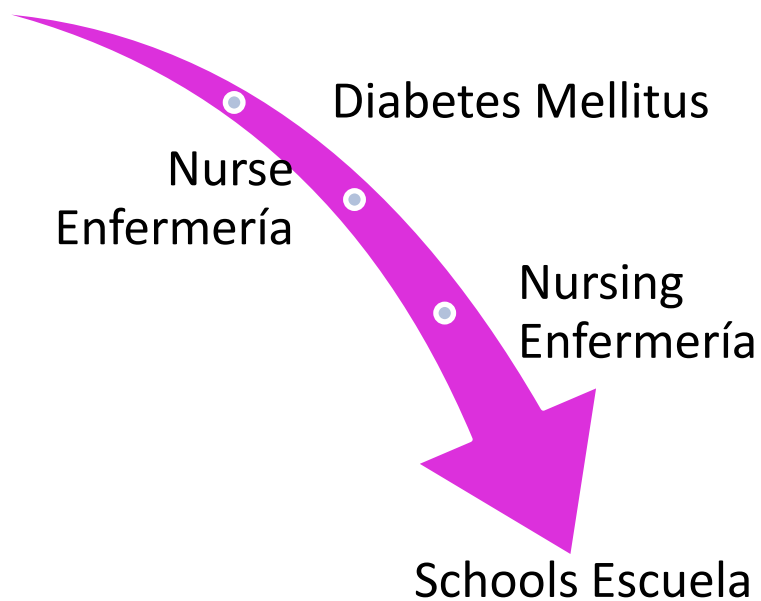 Diabetes Mellitus
Nurse
Enfermería
Nursing
Enfermería
Schools Escuela